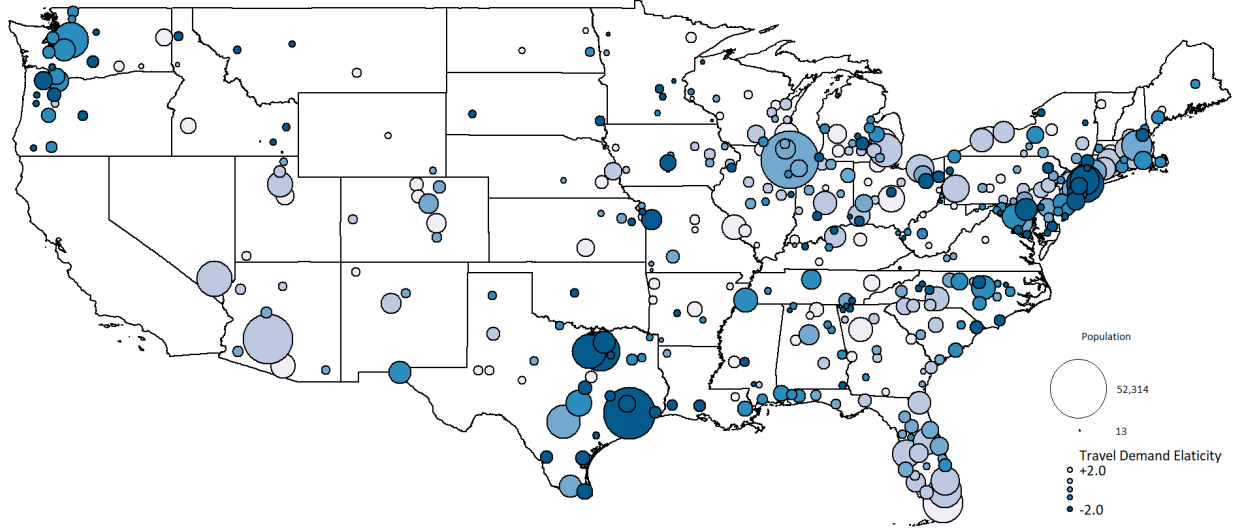 Population
52,314
13
Travel Demand Elaticity
+2.0
-2.0